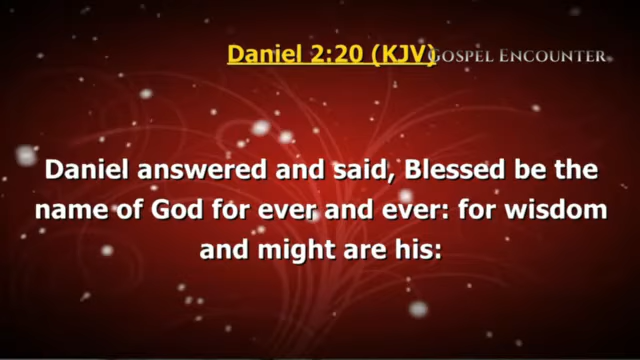 Daniel 2:20 (KJV) GOSPEL ENCOUNTER
Daniel answered and said, Blessed be the
name of God for ever and ever: for wisdom
and might are his: